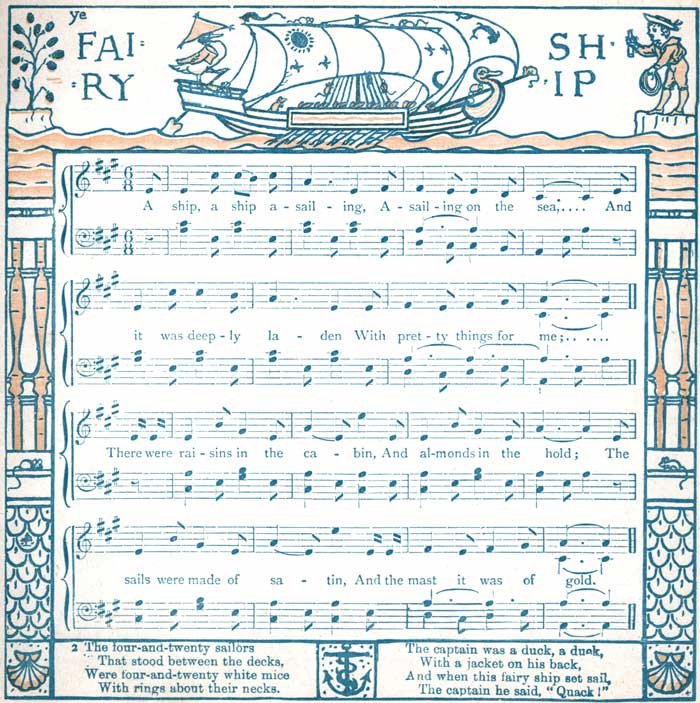 ye
FAI:
:RY
SH·
·IP
6 8
6 8
A ship, a ship a-sail-ing, A-sail-ing on the sea,.... And
it was deep-ly la-den With pret-ty things for me;......
There were rai-sins in the ca-bin, And al-monds in the hold; The
sails were made of sa-tin, And the mast it was of gold.
2 The four-and-twenty sailors
That stood between the decks,
Were four-and-twenty white mice
With rings about their necks.
The captain was a duck, a duck,
With a jacket on his back,
And when this fairy ship set sail,
The captain he said, "Quack!"